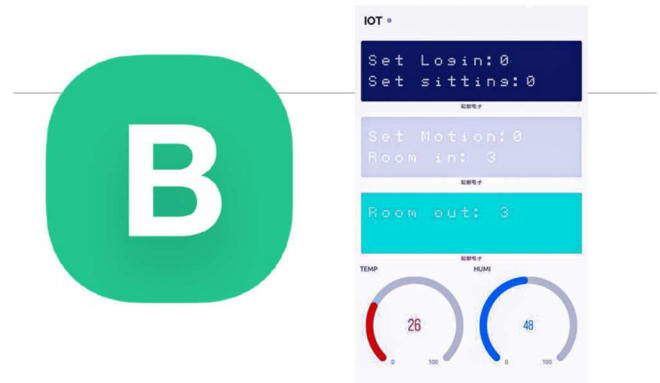 B
IOT
Set Login:0
Set sitting:0
Set Motion:0
Room in: 3
Room out: 3
TEMP
HUMI
26
48
0
100
0
100